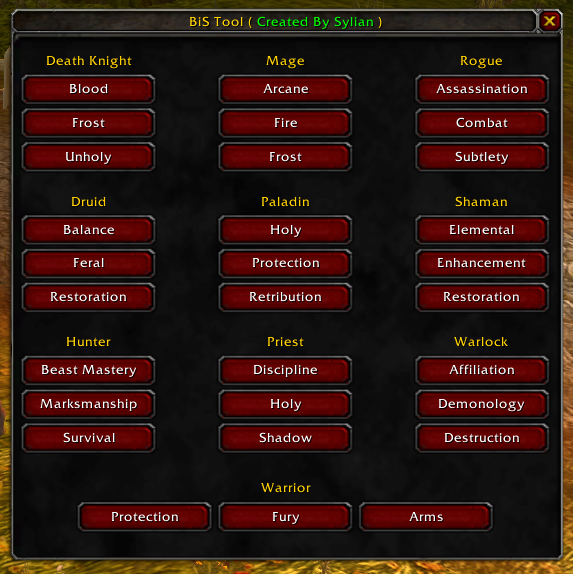 BiS Tool ( Created By Sylian )
Death Knight
Blood
Frost
Unholy
Mage
Arcane
Fire
Frost
Rogue
Assassination
Combat
Subtlety
Druid
Balance
Feral
Restoration
Paladin
Holy
Protection
Retribution
Shaman
Elemental
Enhancement
Restoration
Hunter
Beast Mastery
Marksmanship
Survival
Priest
Discipline
Holy
Shadow
Warlock
Affiliation
Demonology
Destruction
Warrior
Protection
Fury
Arms